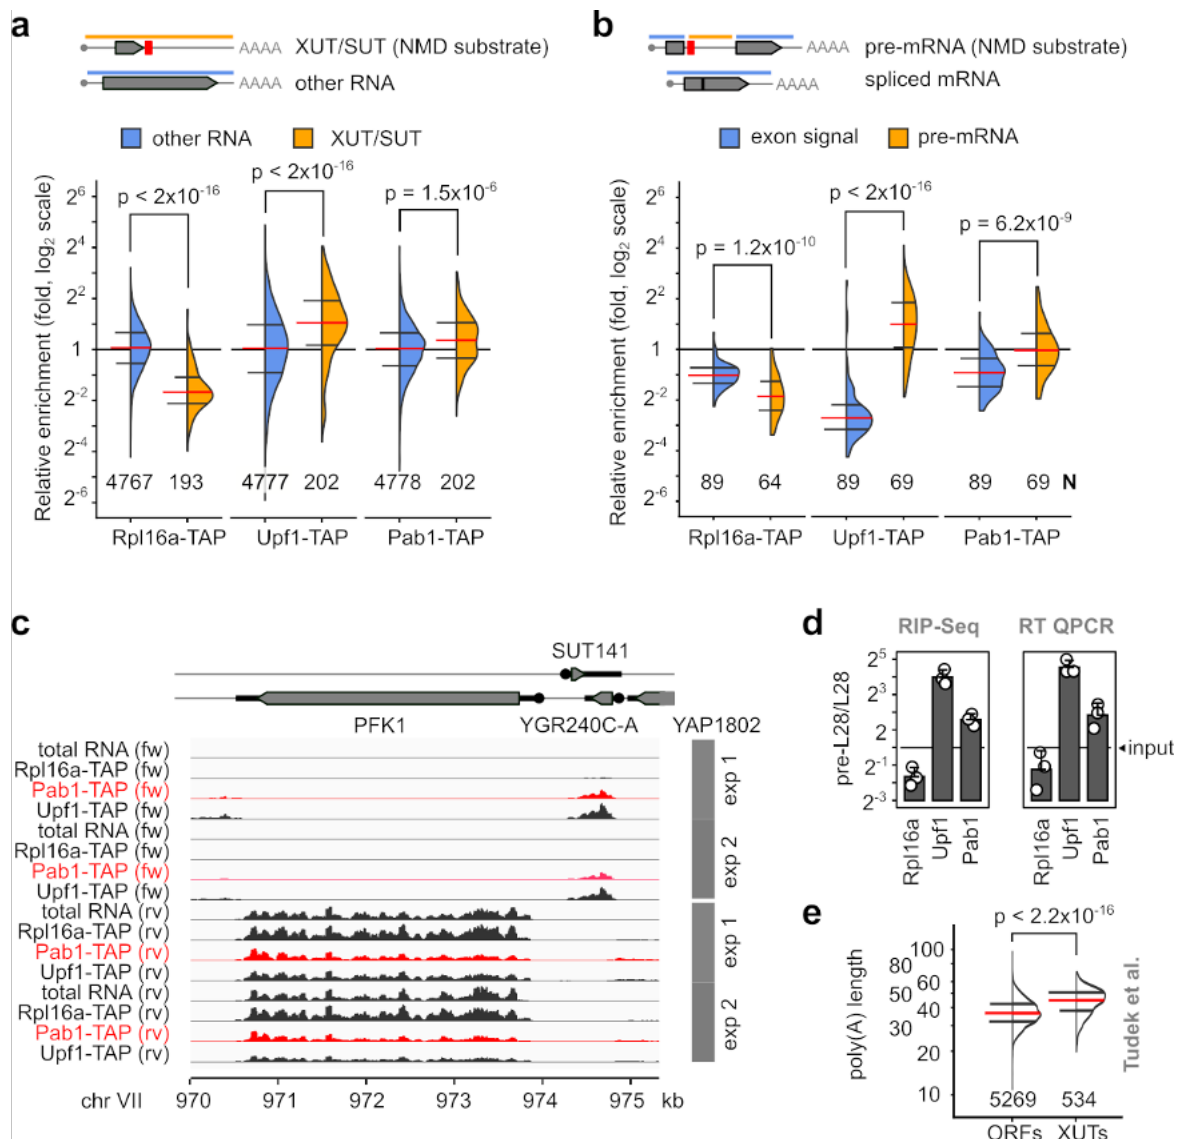 a
XUT/SUT (NMD substrate)
AAAA
other RNA
AAAA
other RNA
XUT/SUT
Relative enrichment (fold, log2 scale)
2^6
2^4
2^2
1
2^-2
2^-4
2^-6
p < 2x10^-16
p < 2x10^-16
p = 1.5x10^-6
4767
193
4777
202
4778
202
Rpl16a-TAP
Upf1-TAP
Pab1-TAP
b
AAAA
pre-mRNA (NMD substrate)
AAAA
spliced mRNA
exon signal
pre-mRNA
Relative enrichment (fold, log2 scale)
2^6
2^4
2^2
1
2^-2
2^-4
2^-6
p = 1.2x10^-10
p < 2x10^-16
p = 6.2x10^-9
89
64
89
69
89
69
N
Rpl16a-TAP
Upf1-TAP
Pab1-TAP
c
SUT141
PFK1
YGR240C-A
YAP1802
total RNA (fw)
Rpl16a-TAP (fw)
Pab1-TAP (fw)
Upf1-TAP (fw)
total RNA (fw)
Rpl16a-TAP (fw)
Pab1-TAP (fw)
Upf1-TAP (fw)
total RNA (rv)
Rpl16a-TAP (rv)
Pab1-TAP (rv)
Upf1-TAP (rv)
total RNA (rv)
Rpl16a-TAP (rv)
Pab1-TAP (rv)
Upf1-TAP (rv)
exp 1
exp 2
exp 1
exp 2
chr VII
970
971
972
973
974
975
kb
d
RIP-Seq
RT QPCR
pre-L28/L28
2^5
2^3
2
2^-1
2^-3
input
Rpl16a
Upf1
Pab1
Rpl16a
Upf1
Pab1
e
p < 2.2x10^-16
poly(A) length
100
80
60
50
40
30
20
10
5269
534
ORFs
XUTs
Tudek et al.